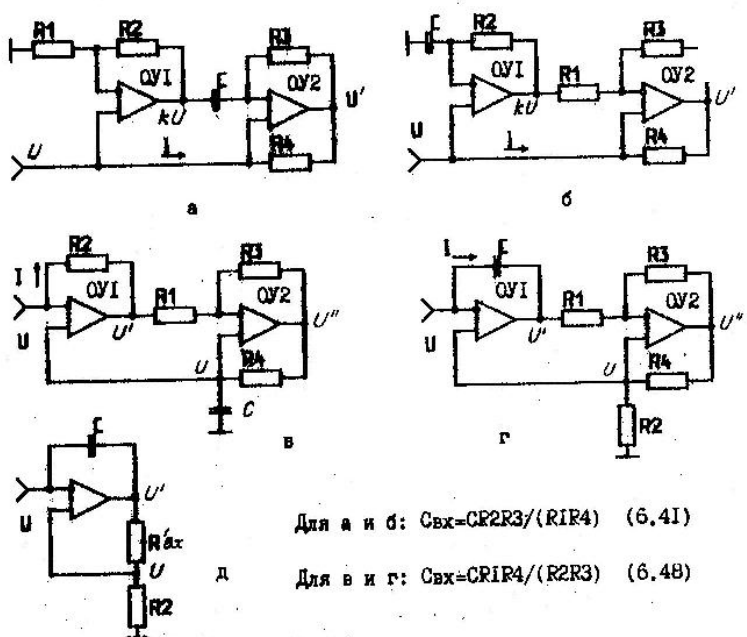 R1 R2 R3
ОУ1 ОУ2
kU U'
U I R4
а
C R2 R3
ОУ1 R1 ОУ2
kU U'
U I R4
б
R2 R3
I ОУ1 R1 ОУ2
U U' U"
U R4
C
в
I C R3
ОУ1 R1 ОУ2
U U' U"
U R4
R2
г
C
U U'
R'вх
U
R2
д
Для а и б: Cвх=CR2R3/(R1R4) (6.41)
Для в и г: Cвх=CR1R4/(R2R3) (6.48)